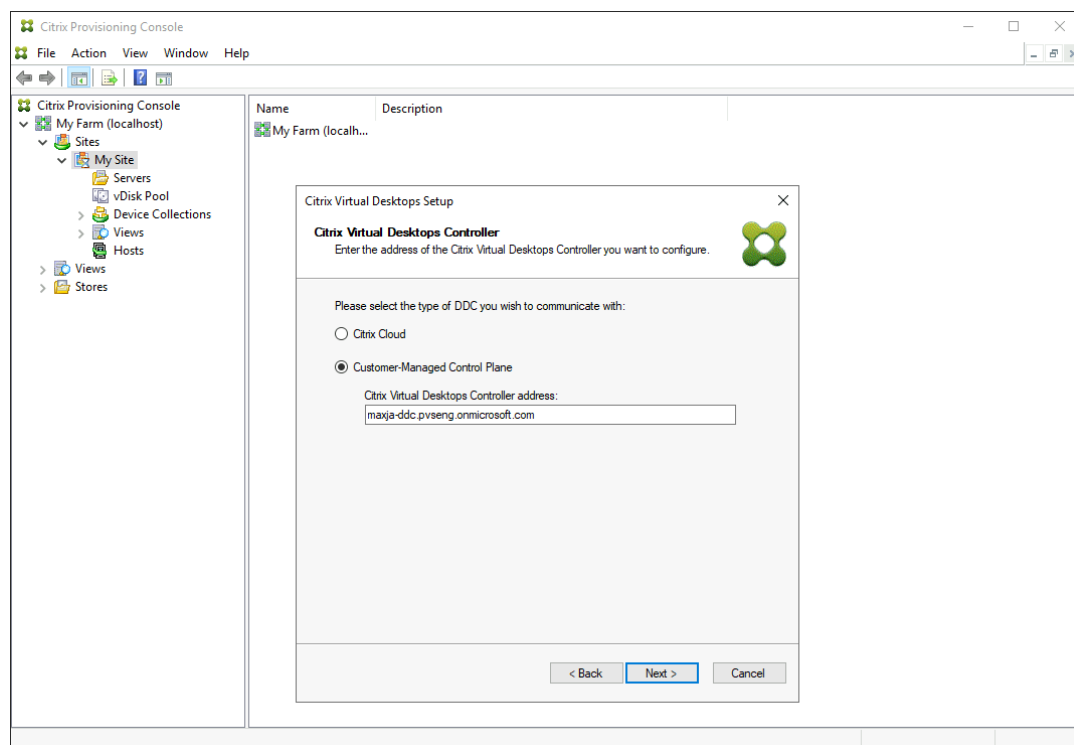 Citrix Provisioning Console
File Action View Window Help
Citrix Provisioning Console
My Farm (localhost)
Sites
My Site
Servers
vDisk Pool
Device Collections
Views
Hosts
Views
Stores
Name Description
My Farm (localh...
Citrix Virtual Desktops Setup
Citrix Virtual Desktops Controller
Enter the address of the Citrix Virtual Desktops Controller you want to configure.
Please select the type of DDC you wish to communicate with:
Citrix Cloud
Customer-Managed Control Plane
Citrix Virtual Desktops Controller address:
maxja-ddc.pvseng.onmicrosoft.com
< Back Next > Cancel